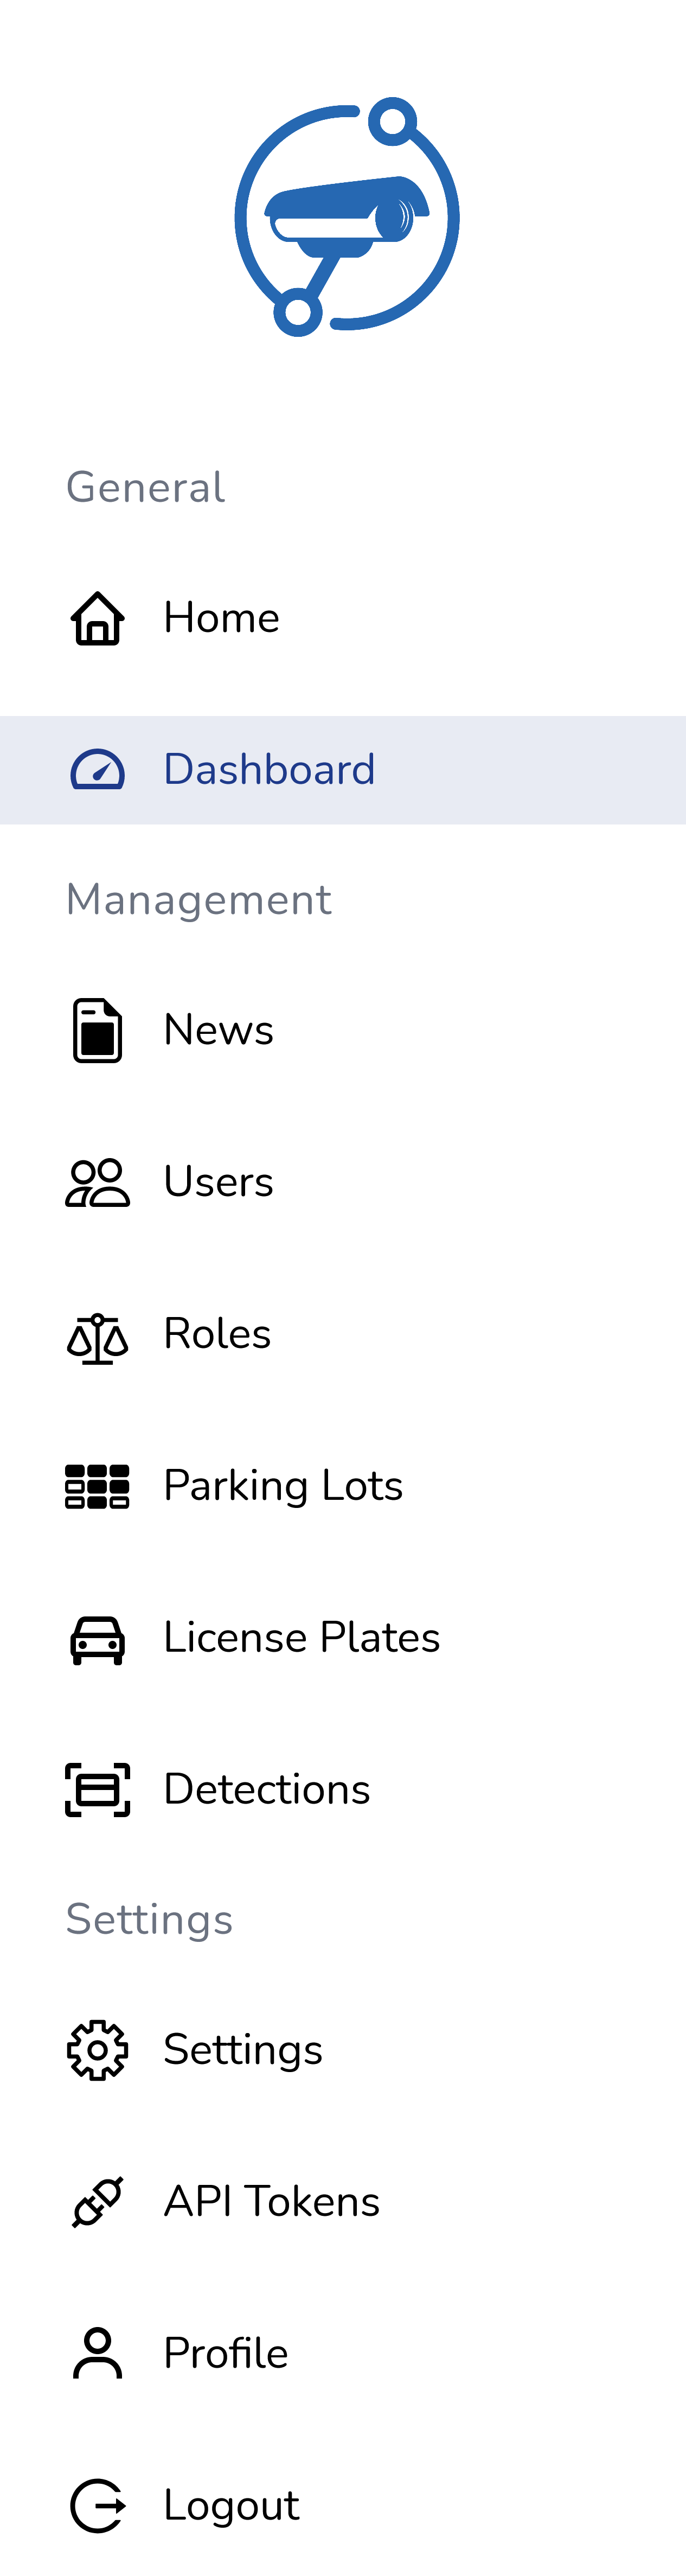 General
Home
Dashboard
Management
News
Users
Roles
Parking Lots
License Plates
Detections
Settings
Settings
API Tokens
Profile
Logout